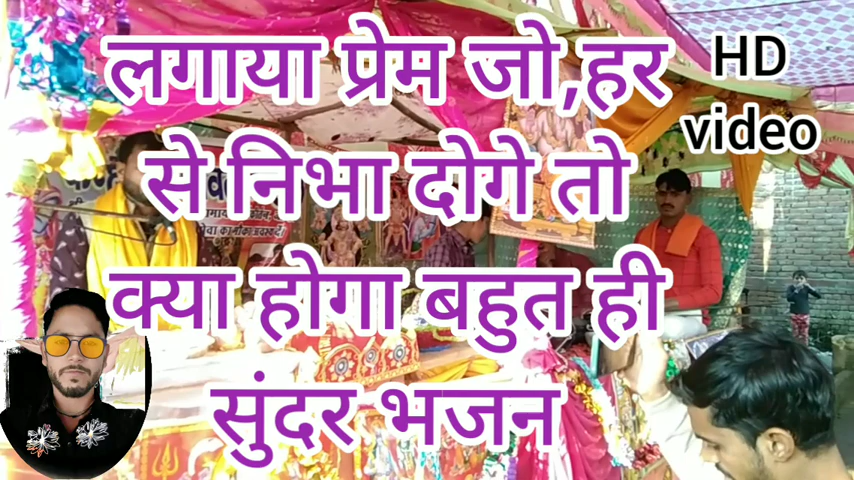 लगाया प्रेम जो,हर
से निभा दोगे तो
क्या होगा बहुत ही
सुंदर भजन
HD
video